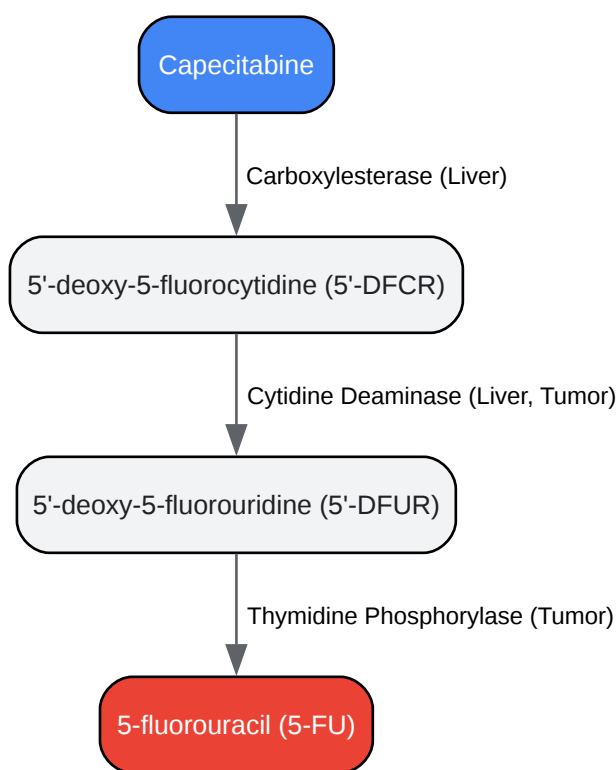 Capecitabine
Carboxylesterase (Liver)
5'-deoxy-5-fluorocytidine (5'-DFCR)
Cytidine Deaminase (Liver, Tumor)
5'-deoxy-5-fluorouridine (5'-DFUR)
Thymidine Phosphorylase (Tumor)
5-fluorouracil (5-FU)